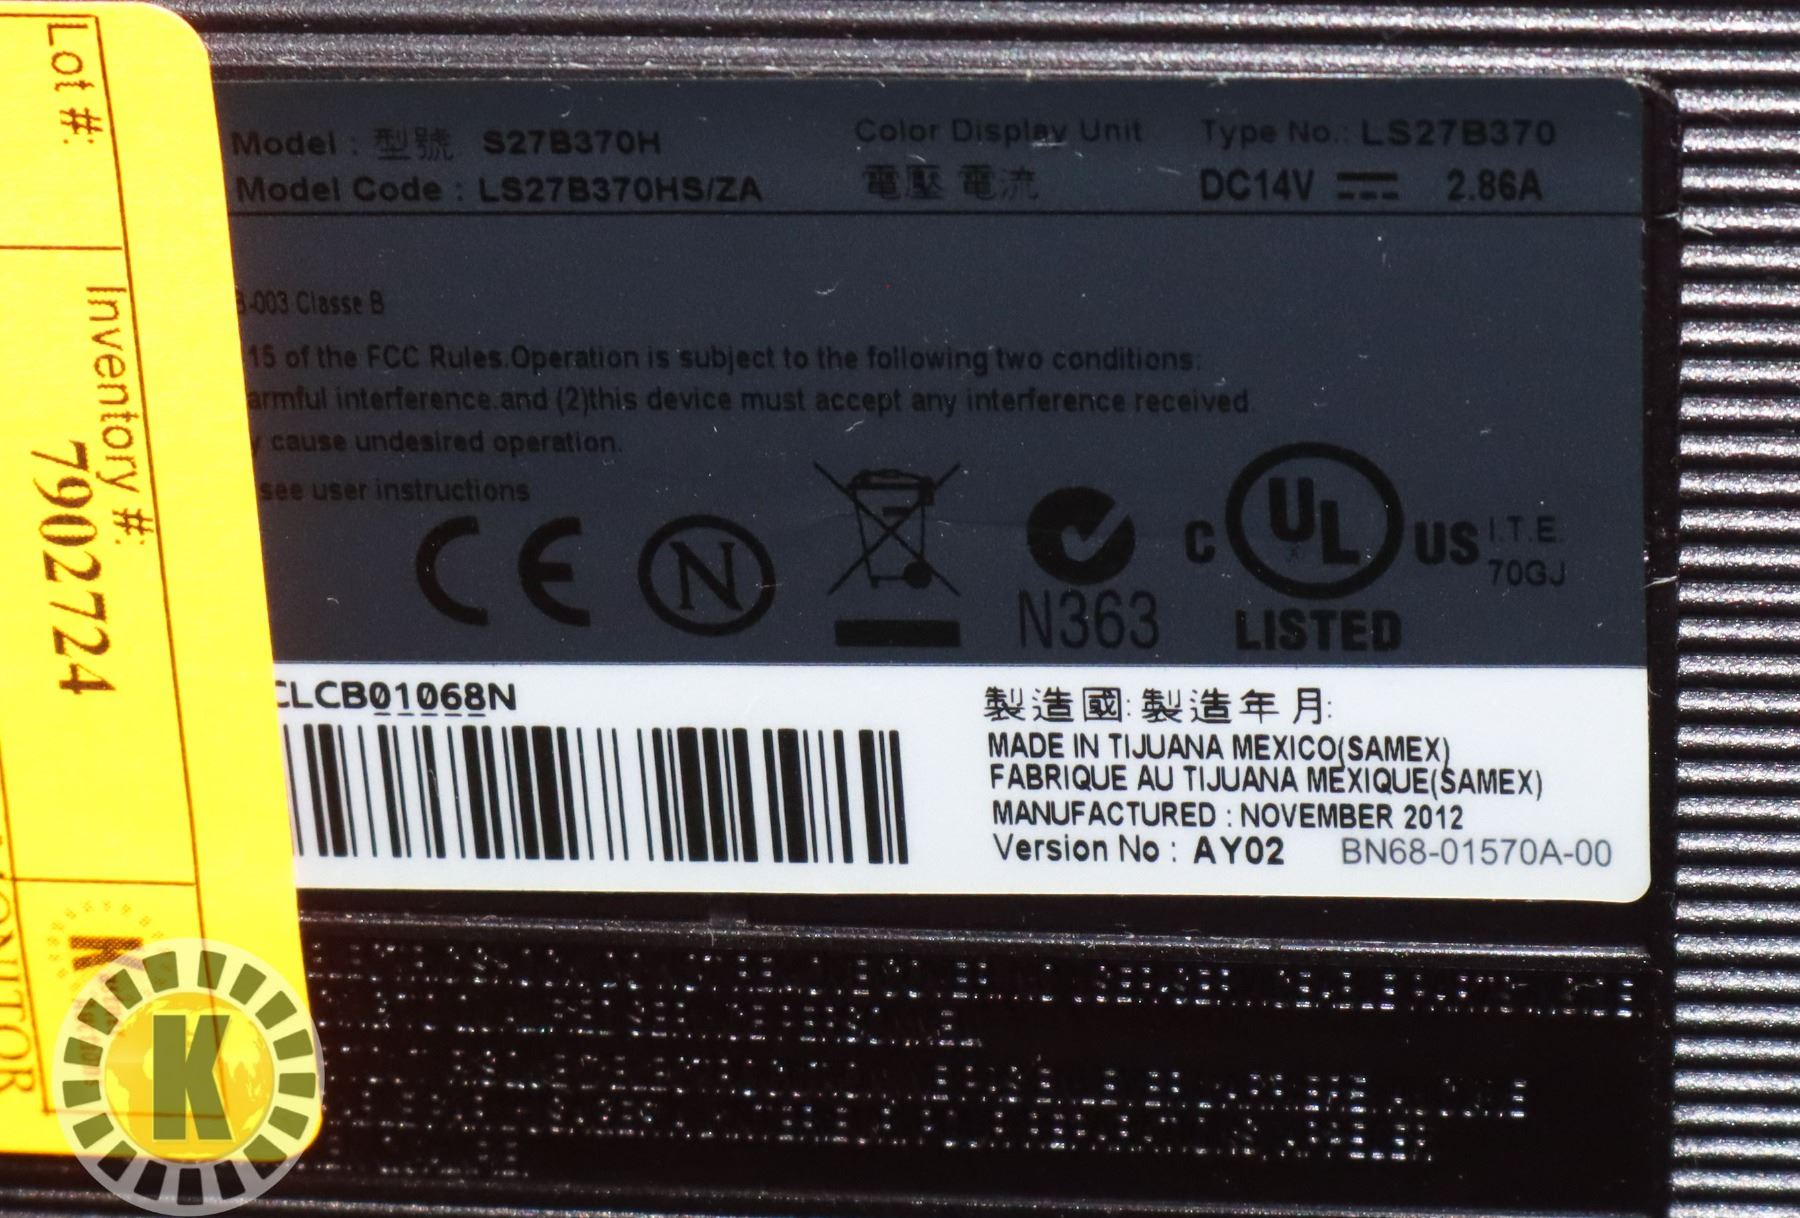 Lot #:
Inventory #:
7902724
MONITOR
K
Model : 型號 S27B370H
Color Display Unit
Type No.: LS27B370
Model Code : LS27B370HS/ZA
電壓 電流
DC14V 2.86A
B-003 Classe B
15 of the FCC Rules.Operation is subject to the following two conditions:
armful interference.and (2)this device must accept any interference received
y cause undesired operation.
see user instructions
CE N
N363
C UL US
LISTED
I.T.E.
70GJ
CLCB01068N
製造國: 製造年月:
MADE IN TIJUANA MEXICO(SAMEX)
FABRIQUE AU TIJUANA MEXIQUE(SAMEX)
MANUFACTURED : NOVEMBER 2012
Version No : AY02 BN68-01570A-00
K